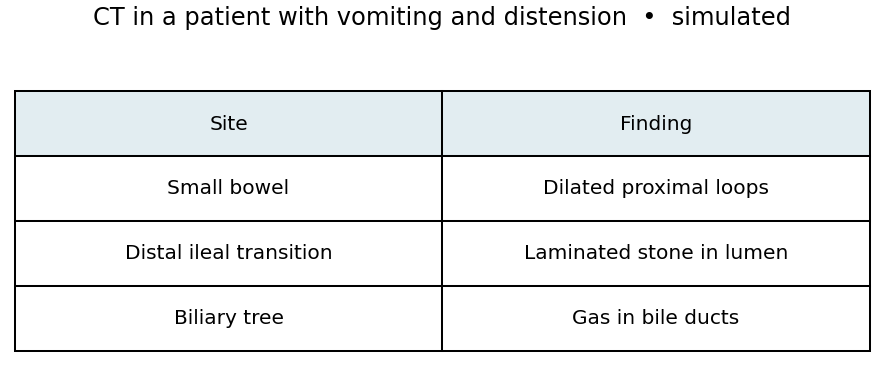 CT in a patient with vomiting and distension • simulated
Site Finding
Small bowel Dilated proximal loops
Distal ileal transition Laminated stone in lumen
Biliary tree Gas in bile ducts